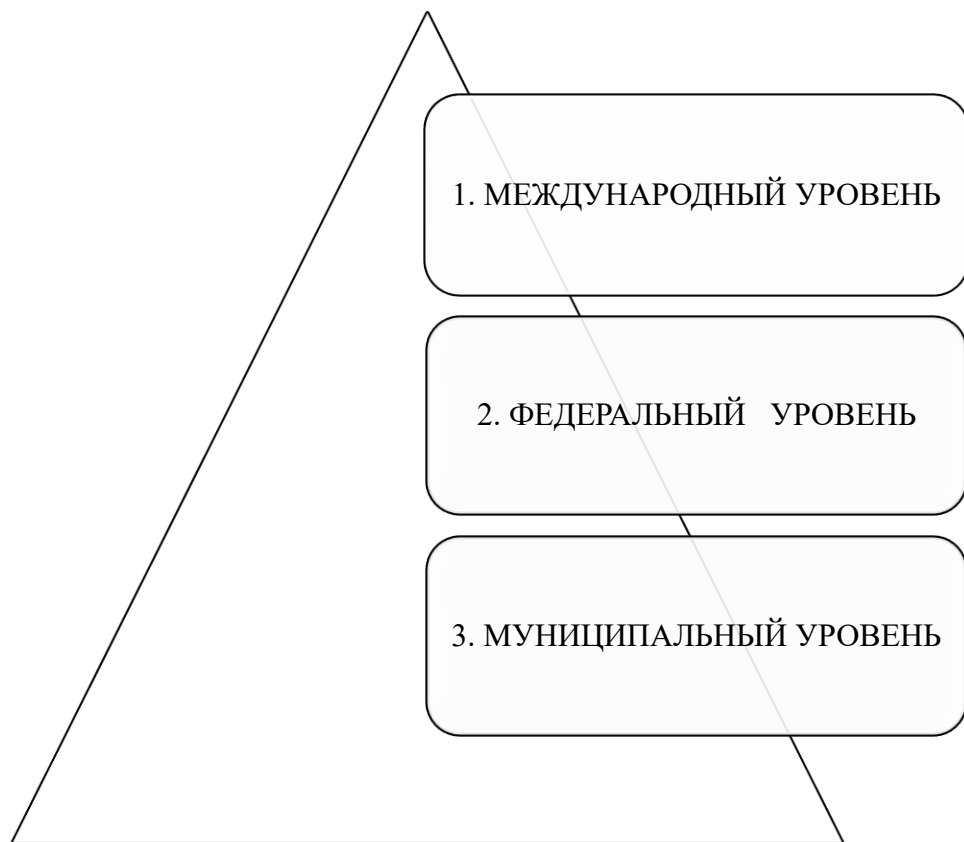 1. МЕЖДУНАРОДНЫЙ УРОВЕНЬ
2. ФЕДЕРАЛЬНЫЙ УРОВЕНЬ
3. МУНИЦИПАЛЬНЫЙ УРОВЕНЬ